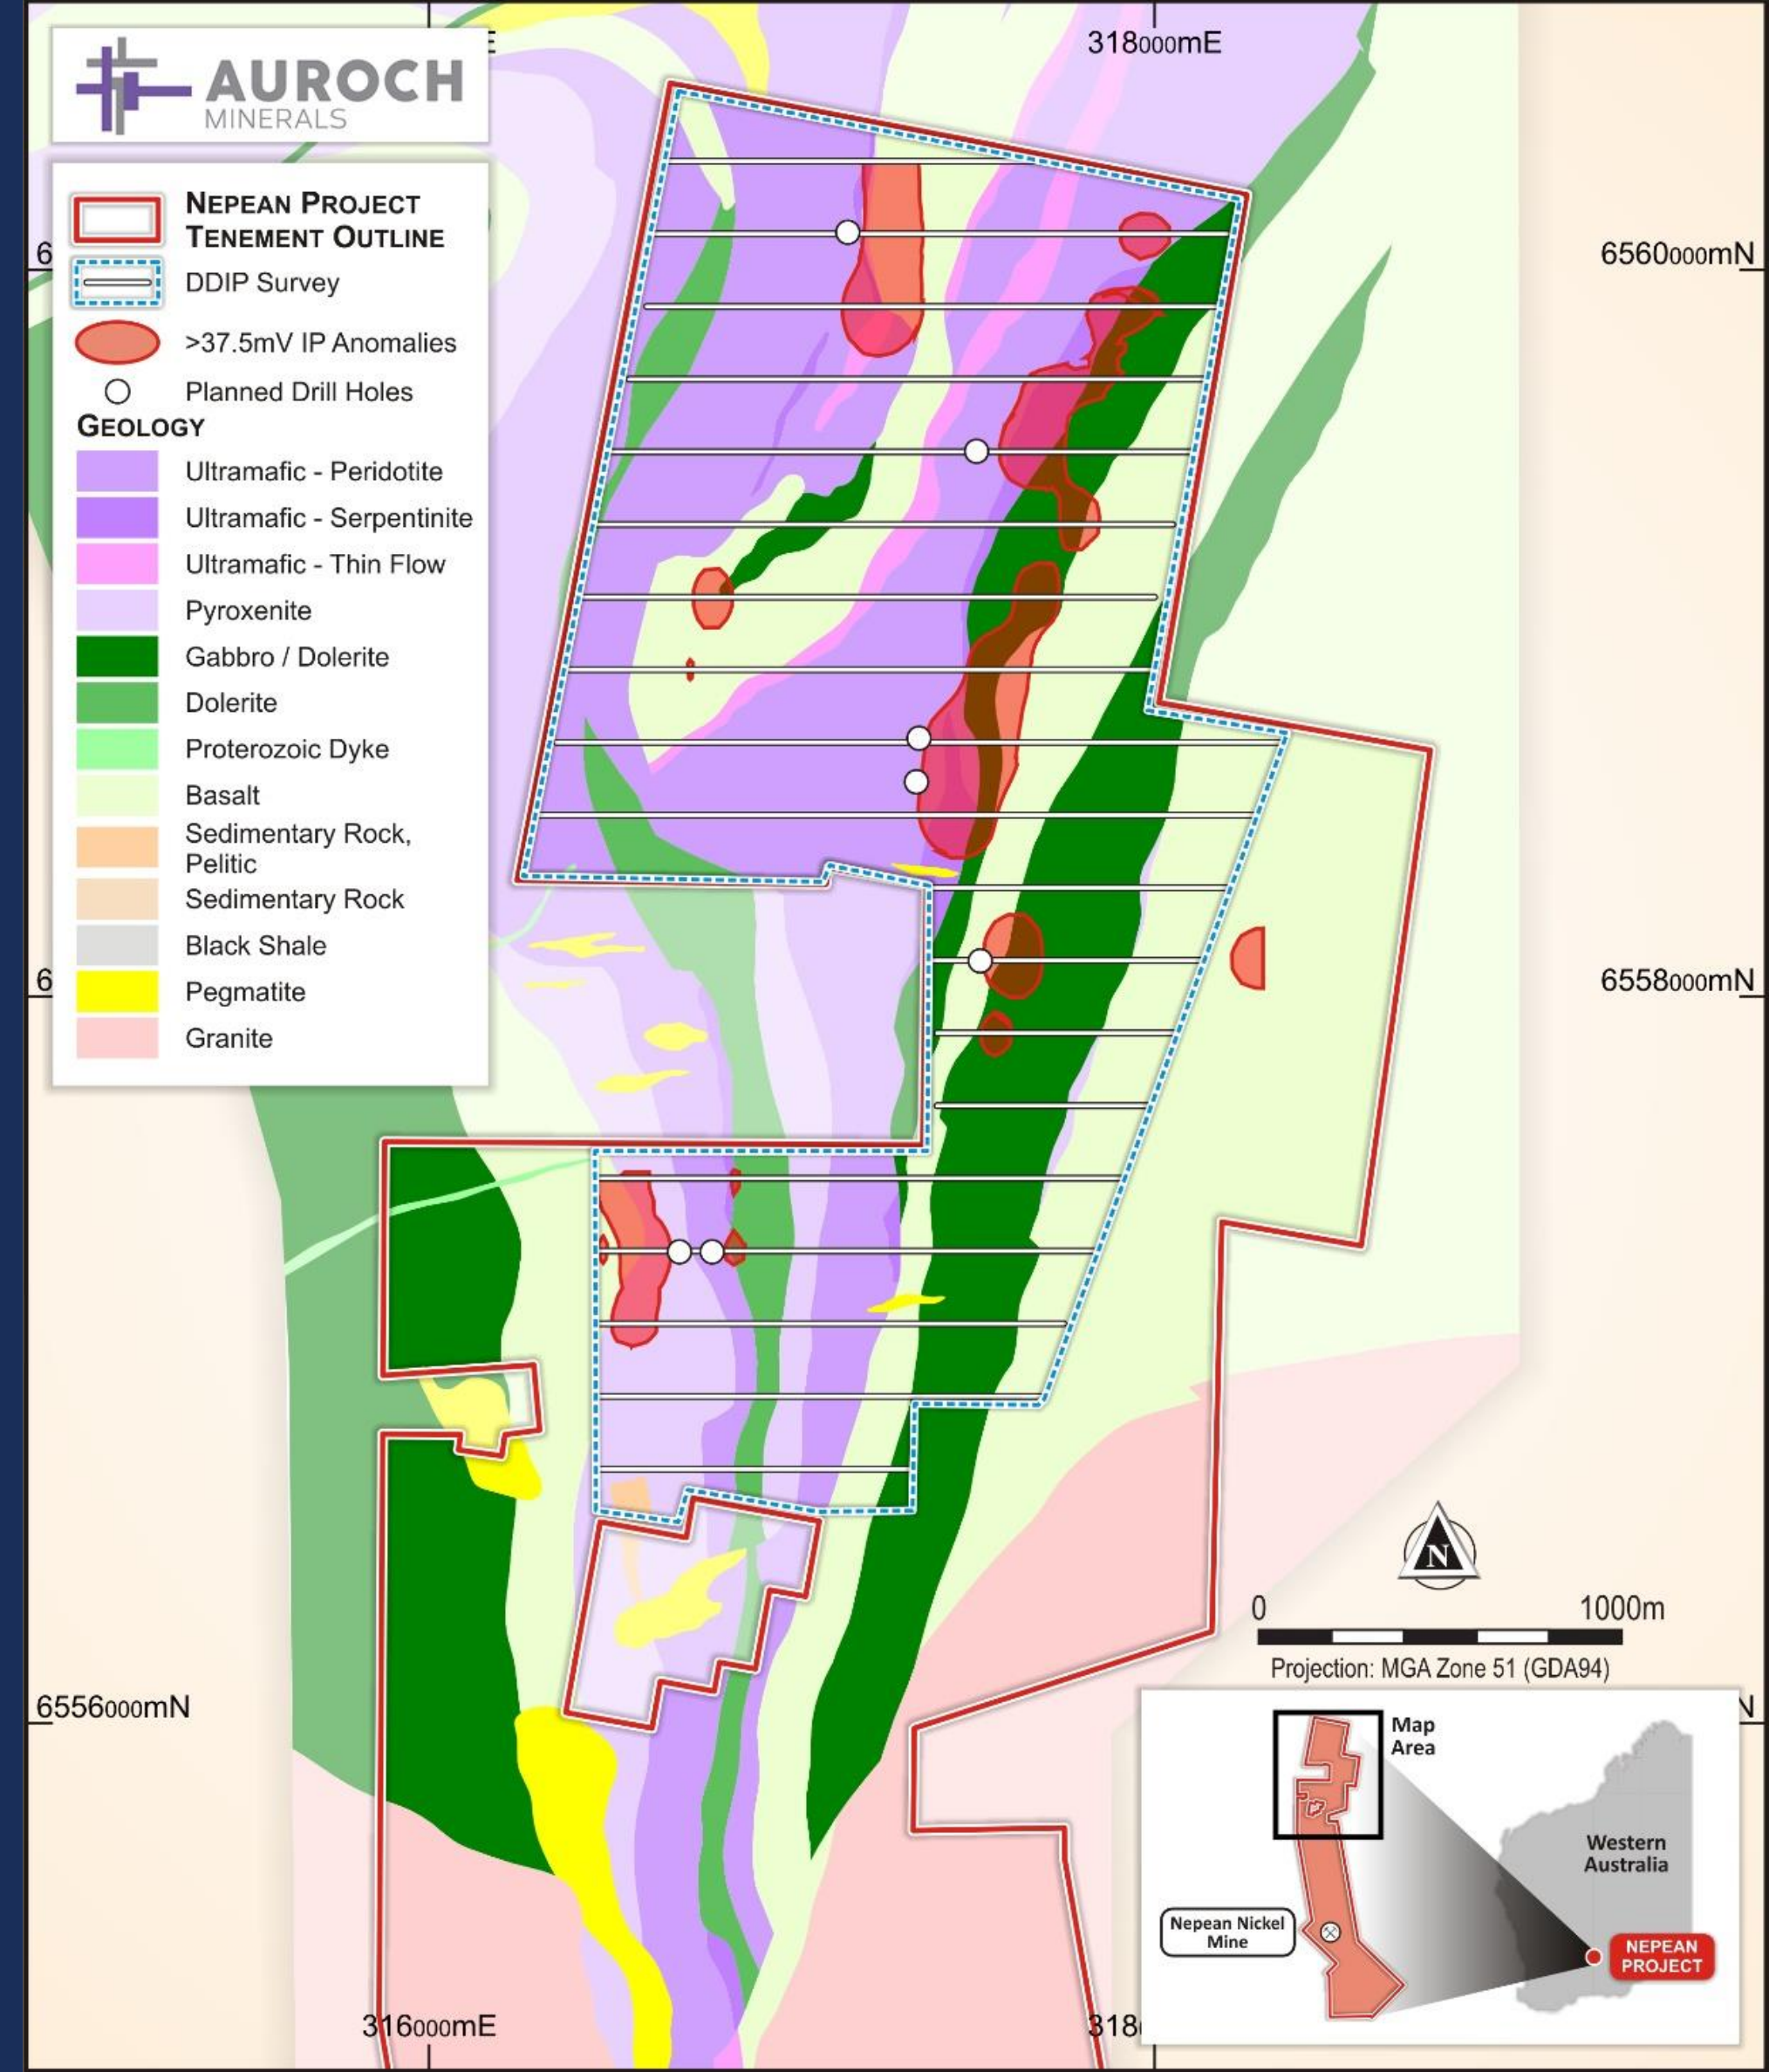 AUROCH
MINERALS
E
318000mE
NEPEAN PROJECT
TENEMENT OUTLINE
DDIP Survey
>37.5mV IP Anomalies
Planned Drill Holes
GEOLOGY
Ultramafic - Peridotite
Ultramafic - Serpentinite
Ultramafic - Thin Flow
Pyroxenite
Gabbro / Dolerite
Dolerite
Proterozoic Dyke
Basalt
Sedimentary Rock,
Pelitic
Sedimentary Rock
Black Shale
Pegmatite
Granite
6
6560000mN
6
6558000mN
N
0 1000m
Projection: MGA Zone 51 (GDA94)
6556000mN
N
Map
Area
Western
Australia
Nepean Nickel
Mine
NEPEAN
PROJECT
316000mE
318